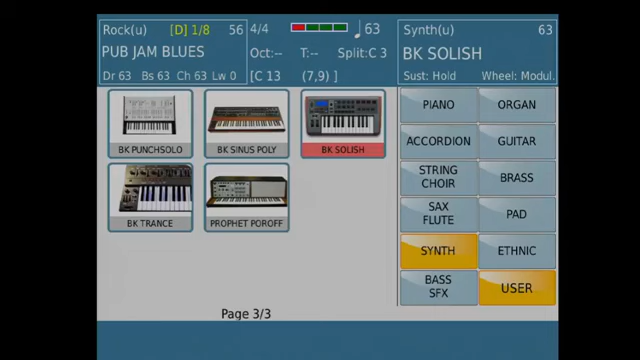 Rock(u) [D] 1/8 56
PUB JAM BLUES
Dr 63 Bs 63 Ch 63 Lw 0
4/4 63
Oct:-- T:-- Split:C 3
[C 13 (7,9) ]
Synth(u) 63
BK SOLISH
Sust: Hold Wheel: Modul.
BK PUNCHSOLO
BK SINUS POLY
BK SOLISH
BK TRANCE
PROPHET POROFF
Page 3/3
PIANO
ORGAN
ACCORDION
GUITAR
STRING
CHOIR
BRASS
SAX
FLUTE
PAD
SYNTH
ETHNIC
BASS
SFX
USER